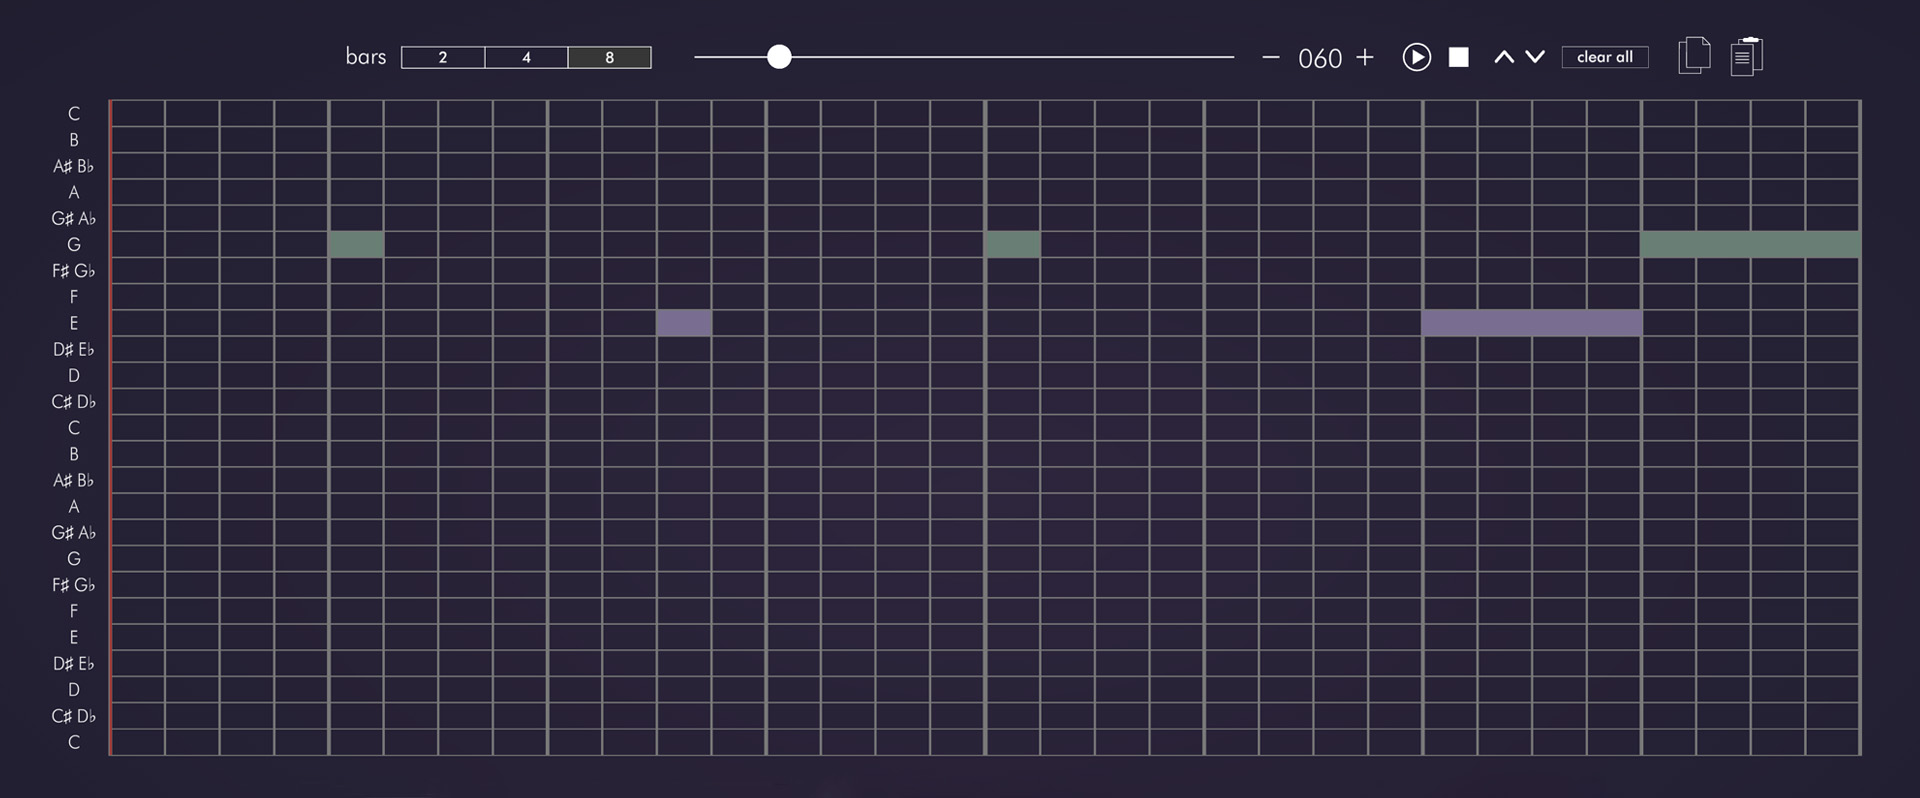 bars 2 4 8 060 clear all
C
B
A♯ B♭
A
G♯ A♭
G
F♯ G♭
F
E
D♯ E♭
D
C♯ D♭
C
B
A♯ B♭
A
G♯ A♭
G
F♯ G♭
F
E
D♯ E♭
D
C♯ D♭
C